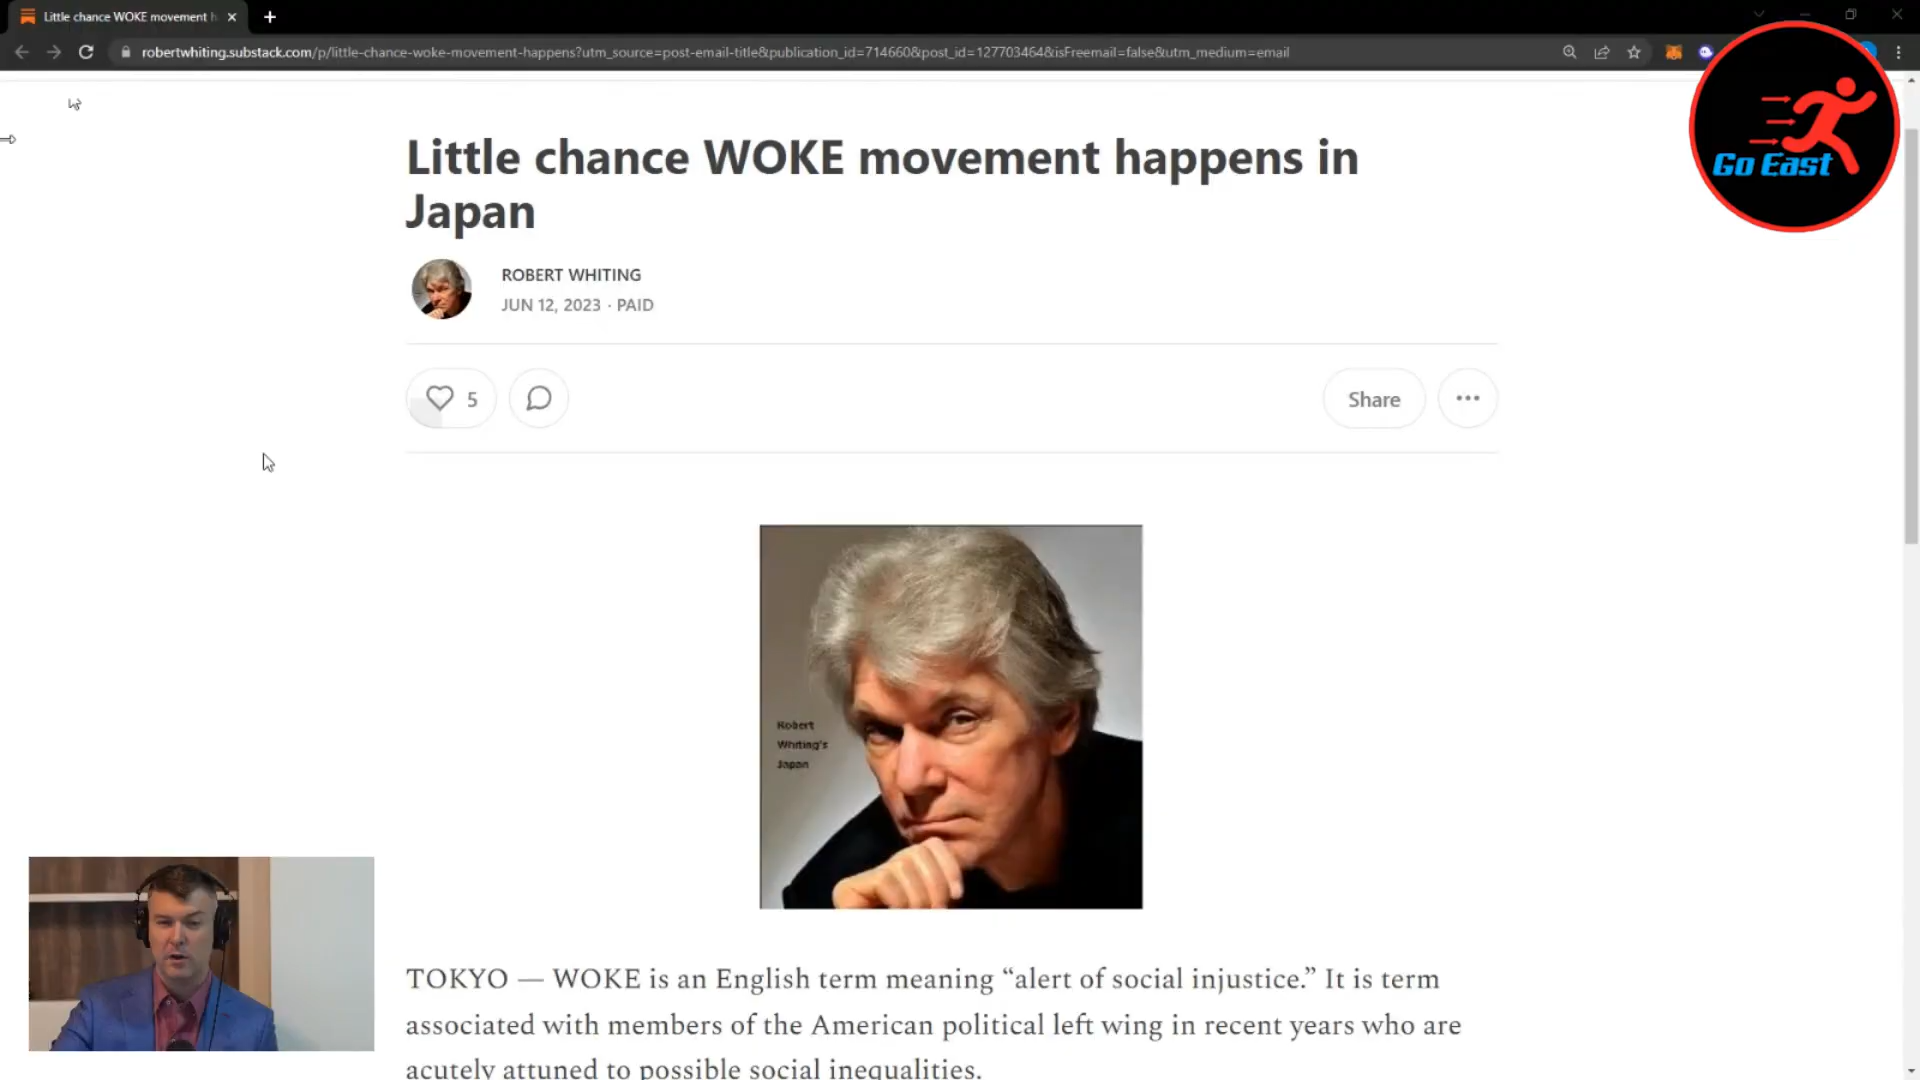 Little chance WOKE movement h
robertwhiting.substack.com/p/little-chance-woke-movement-happens?utm_source=post-email-title&publication_id=714660&post_id=127703464&isFreemail=false&utm_medium=email
Go East
Little chance WOKE movement happens in
Japan
ROBERT WHITING
JUN 12, 2023 · PAID
5
Share
Robert
Whiting's
Japan
TOKYO — WOKE is an English term meaning “alert of social injustice.” It is term
associated with members of the American political left wing in recent years who are
acutely attuned to possible social inequalities.